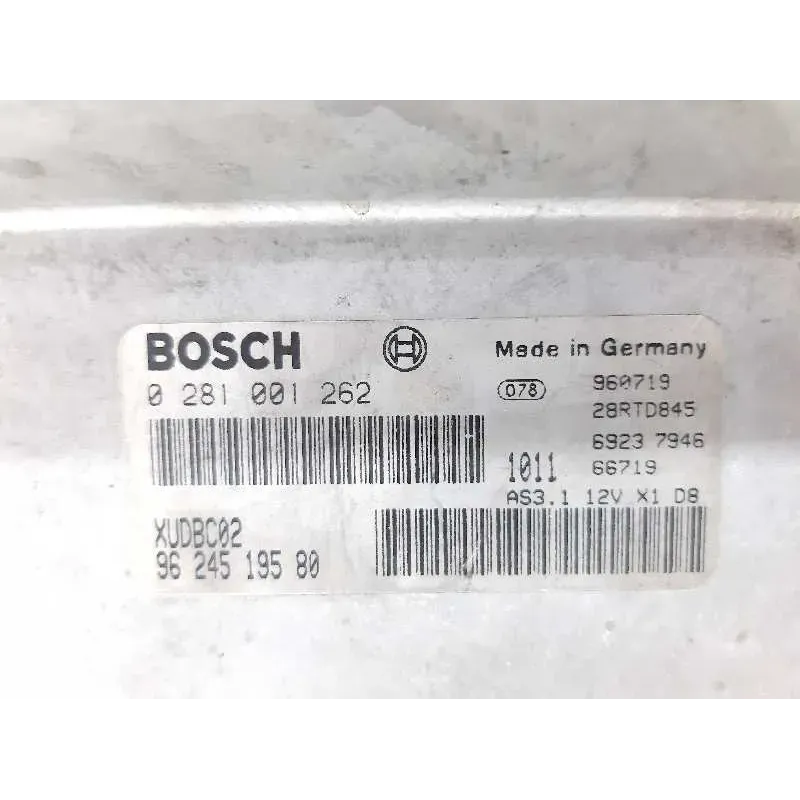 BOSCH
Made in Germany
0 281 001 262
078
960719
28RTD845
6923 7946
1011
66719
AS3.1 12V X1 D8
XUDBC02
96 245 195 80